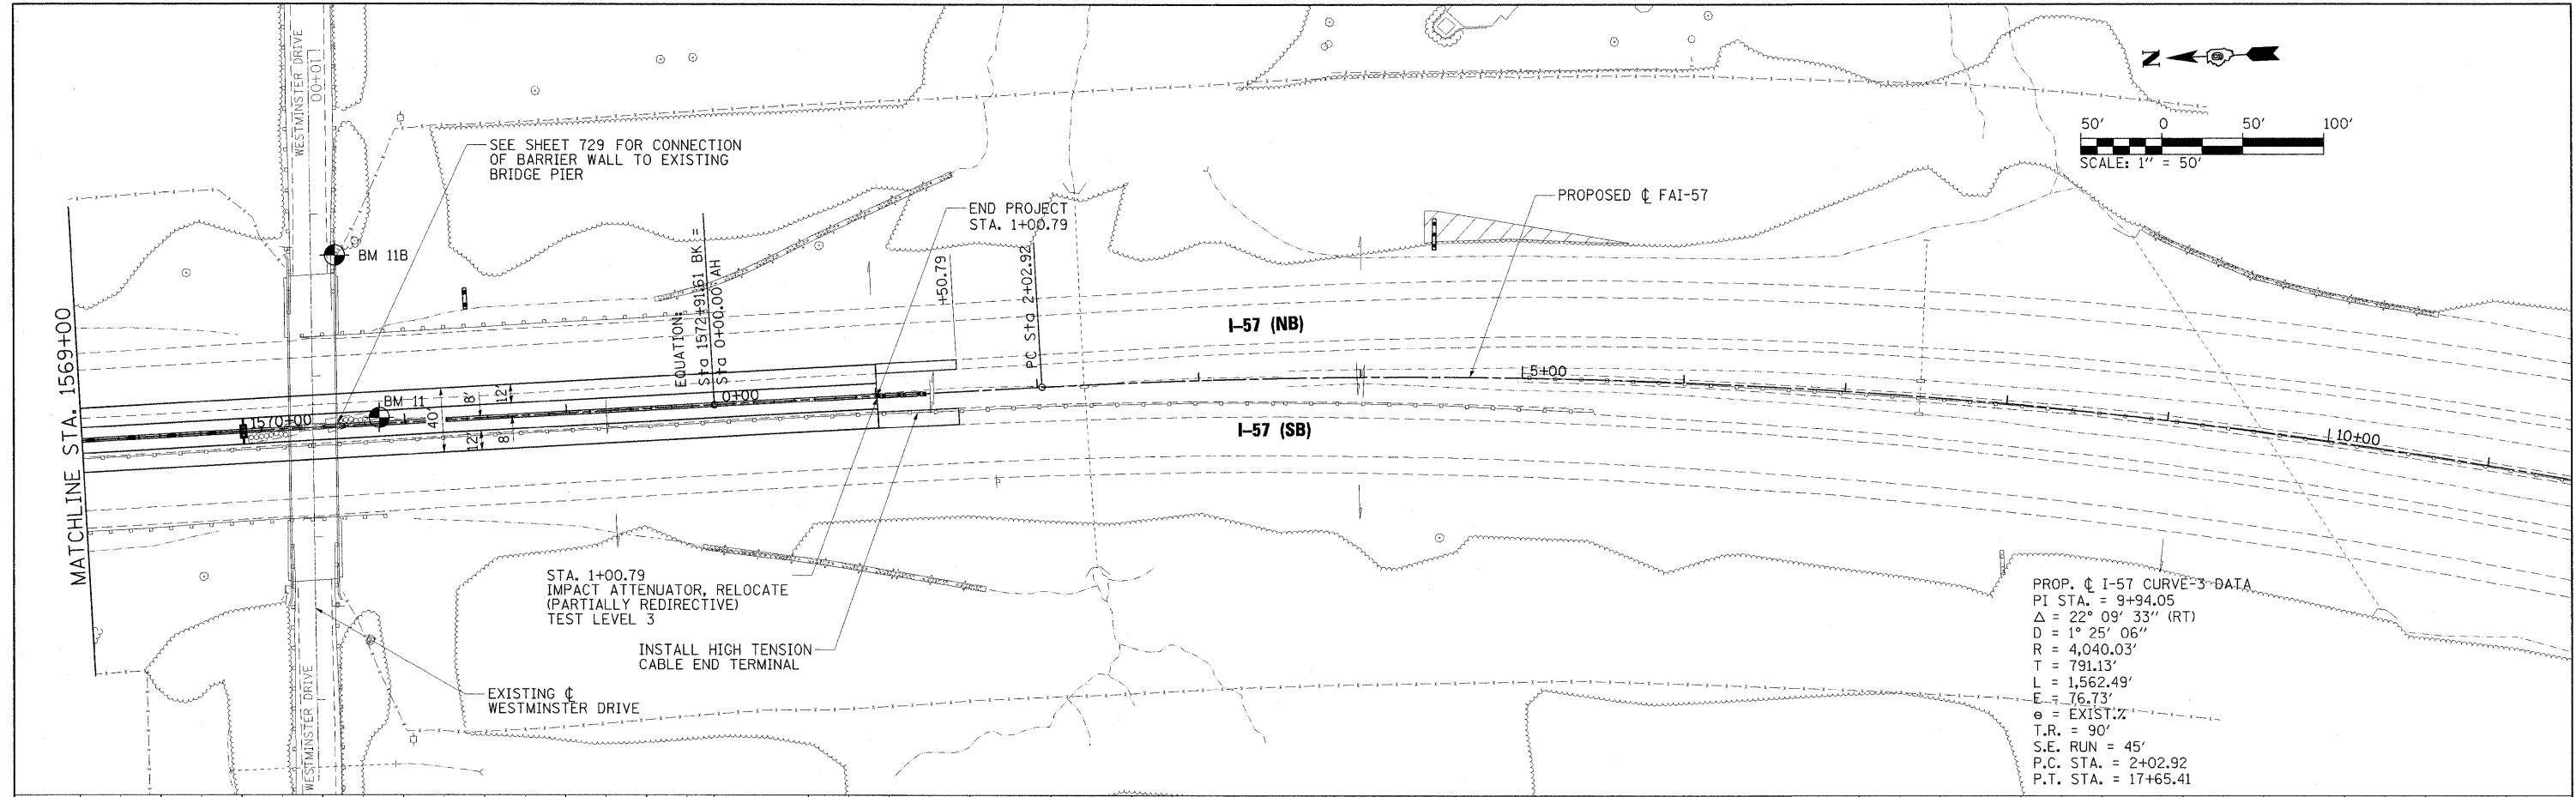 WESTMINSTER DRIVE
10+00
SEE SHEET 729 FOR CONNECTION
OF BARRIER WALL TO EXISTING
BRIDGE PIER
N
50' 0 50' 100'
SCALE: 1" = 50'
END PROJECT
STA. 1+00.79
PROPOSED ℄ FAI-57
BM 11B
MATCHLINE STA. 1569+00
EQUATION:
Sta 1572+91.61 BK =
Sta 0+00.00 AH
+50.79
PC Sta 2+02.92
I-57 (NB)
BM 11
1570+00
40'
8'
12'
12'
8'
0+00
5+00
10+00
I-57 (SB)
STA. 1+00.79
IMPACT ATTENUATOR, RELOCATE
(PARTIALLY REDIRECTIVE)
TEST LEVEL 3
INSTALL HIGH TENSION
CABLE END TERMINAL
EXISTING ℄
WESTMINSTER DRIVE
WESTMINSTER DRIVE
PROP. ℄ I-57 CURVE-3 DATA
PI STA. = 9+94.05
Δ = 22° 09' 33" (RT)
D = 1° 25' 06"
R = 4,040.03'
T = 791.13'
L = 1,562.49'
E = 76.73'
e = EXIST.%
T.R. = 90'
S.E. RUN = 45'
P.C. STA. = 2+02.92
P.T. STA. = 17+65.41